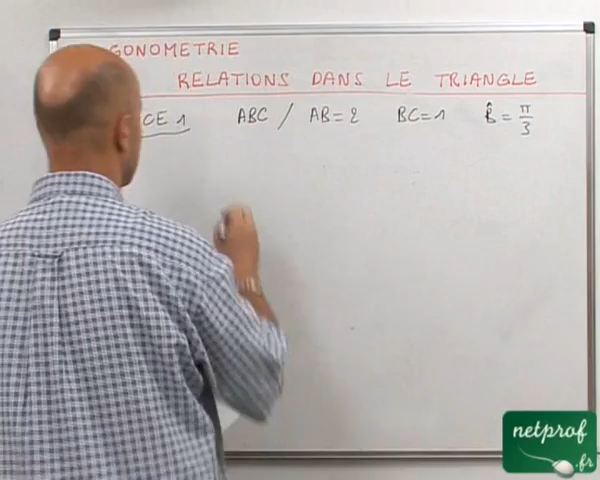 GONOMETRIE
RELATIONS DANS LE TRIANGLE
CE 1 ABC / AB = 2 BC = 1 B̂ = π/3
netprof
.fr